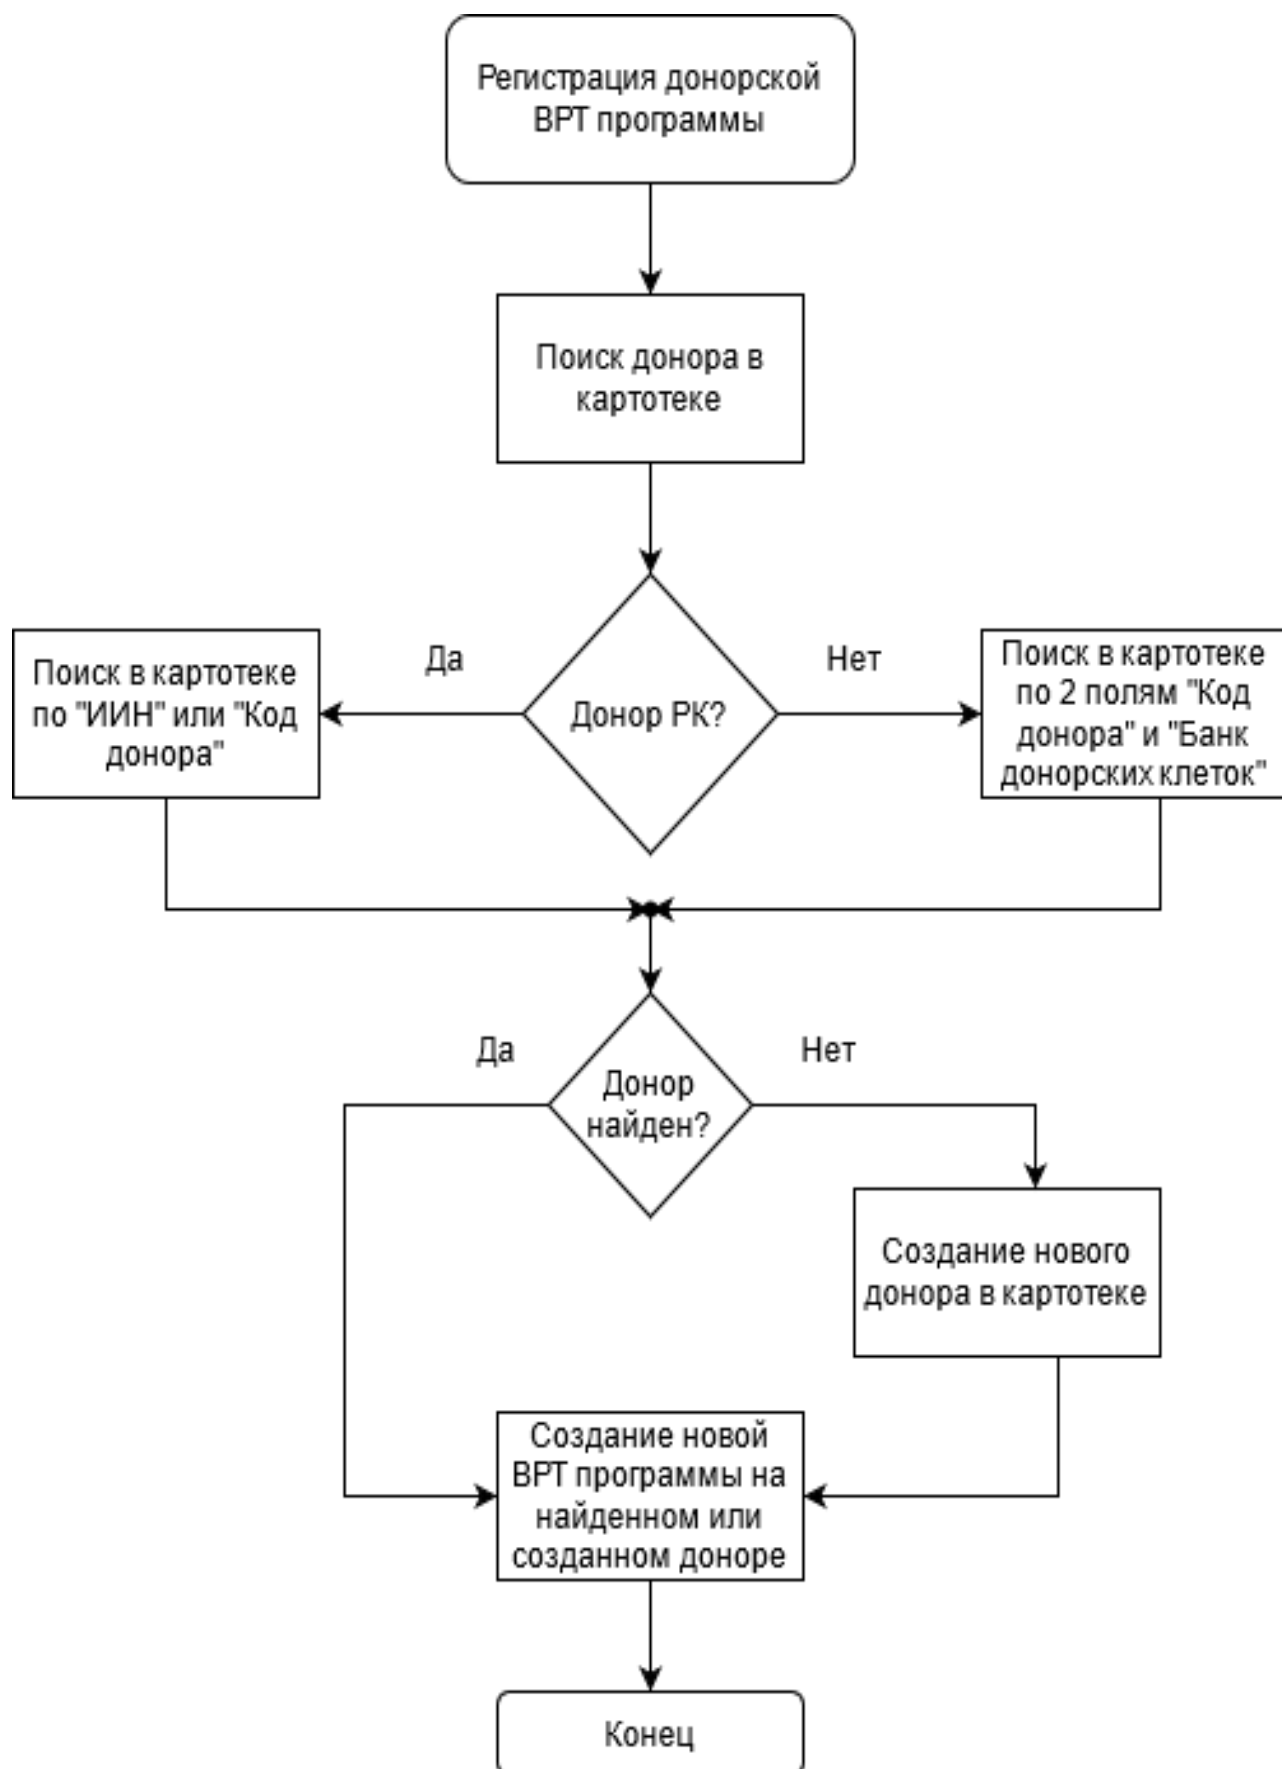 Регистрация донорской
ВРТ программы
Поиск донора в
картотеке
Да
Нет
Поиск в картотеке
по "ИИН" или "Код
донора"
Донор РК?
Поиск в картотеке
по 2 полям "Код
донора" и "Банк
донорских клеток"
Да
Нет
Донор
найден?
Создание нового
донора в картотеке
Создание новой
ВРТ программы на
найденном или
созданном доноре
Конец